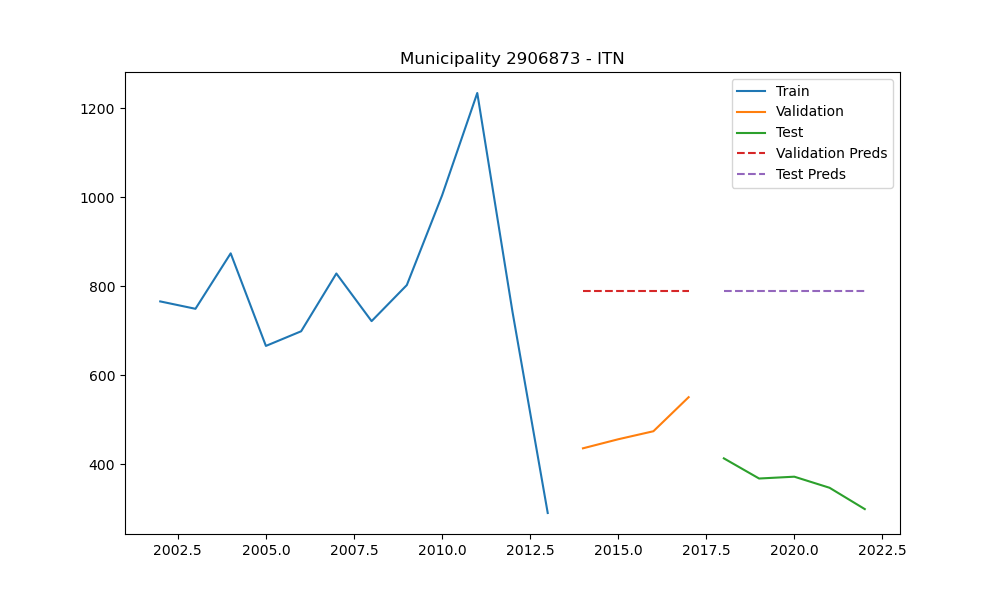 Municipality 2906873 - ITN
Train
Validation
Test
Validation Preds
Test Preds
1200
1000
800
600
400
2002.5 2005.0 2007.5 2010.0 2012.5 2015.0 2017.5 2020.0 2022.5